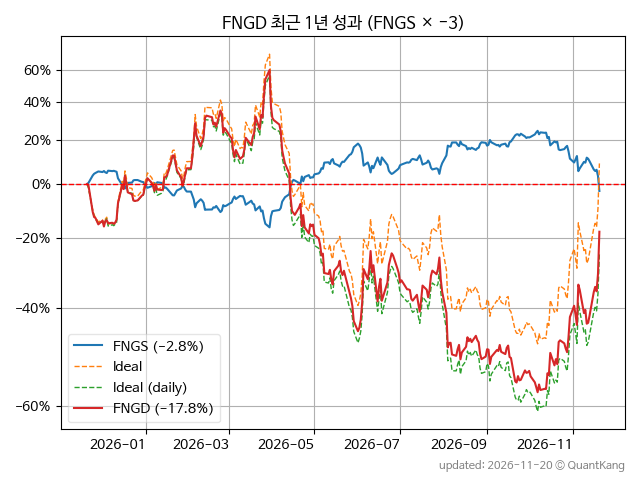 FNGD 최근 1년 성과 (FNGS × −3)
60%
40%
20%
0%
−20%
−40%
−60%
FNGS (−2.8%)
Ideal
Ideal (daily)
FNGD (−17.8%)
2026−01
2026−03
2026−05
2026−07
2026−09
2026−11
updated: 2026−11−20 © QuantKang